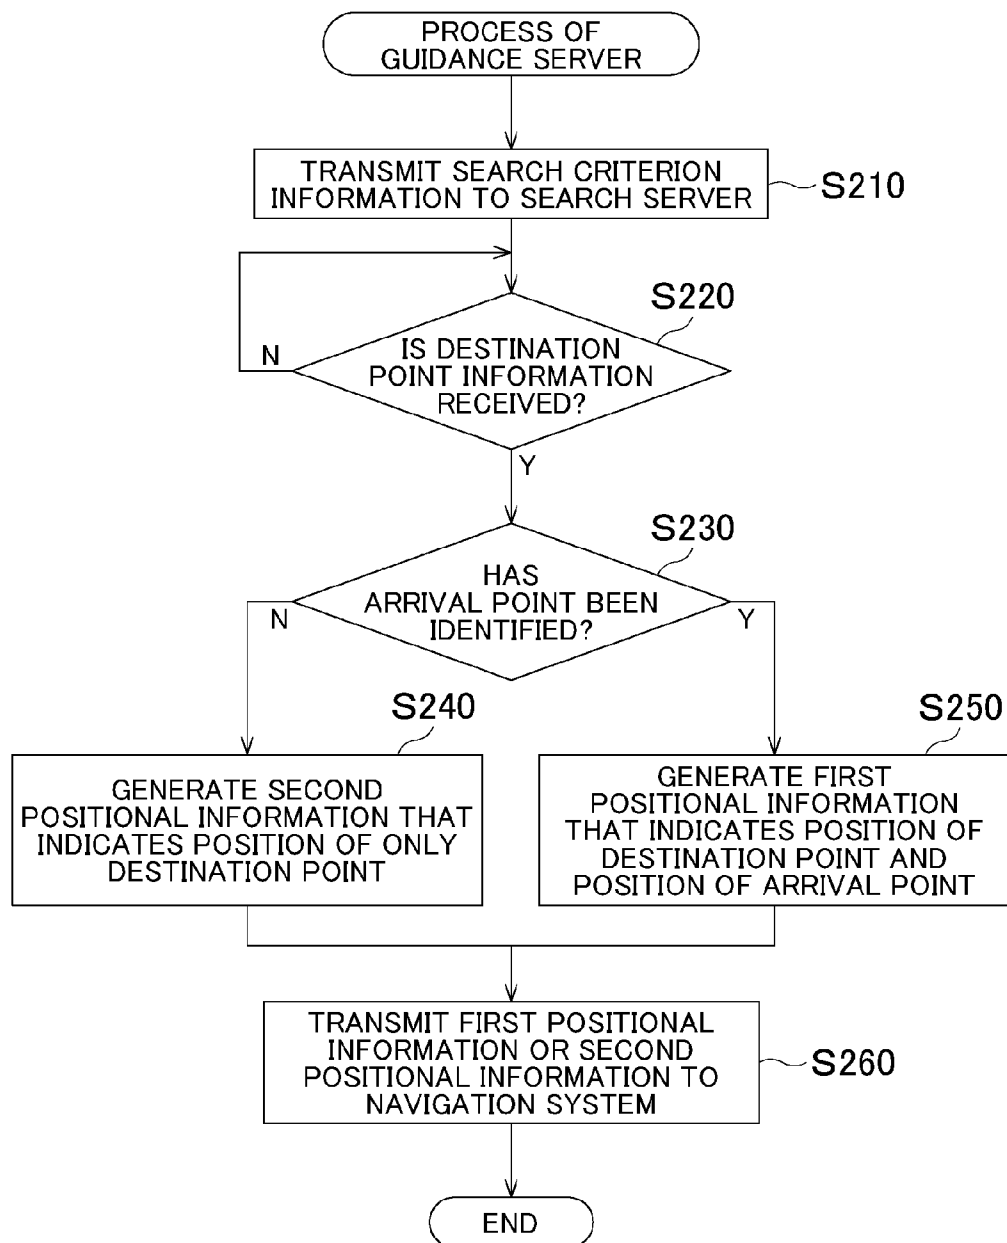 PROCESS OF
GUIDANCE SERVER
TRANSMIT SEARCH CRITERION
INFORMATION TO SEARCH SERVER
S210
S220
IS DESTINATION
POINT INFORMATION
RECEIVED?
N
Y
S230
HAS
ARRIVAL POINT BEEN
IDENTIFIED?
N
Y
S240
GENERATE SECOND
POSITIONAL INFORMATION THAT
INDICATES POSITION OF ONLY
DESTINATION POINT
S250
GENERATE FIRST
POSITIONAL INFORMATION
THAT INDICATES POSITION OF
DESTINATION POINT AND
POSITION OF ARRIVAL POINT
TRANSMIT FIRST POSITIONAL
INFORMATION OR SECOND
POSITIONAL INFORMATION TO
NAVIGATION SYSTEM
S260
END